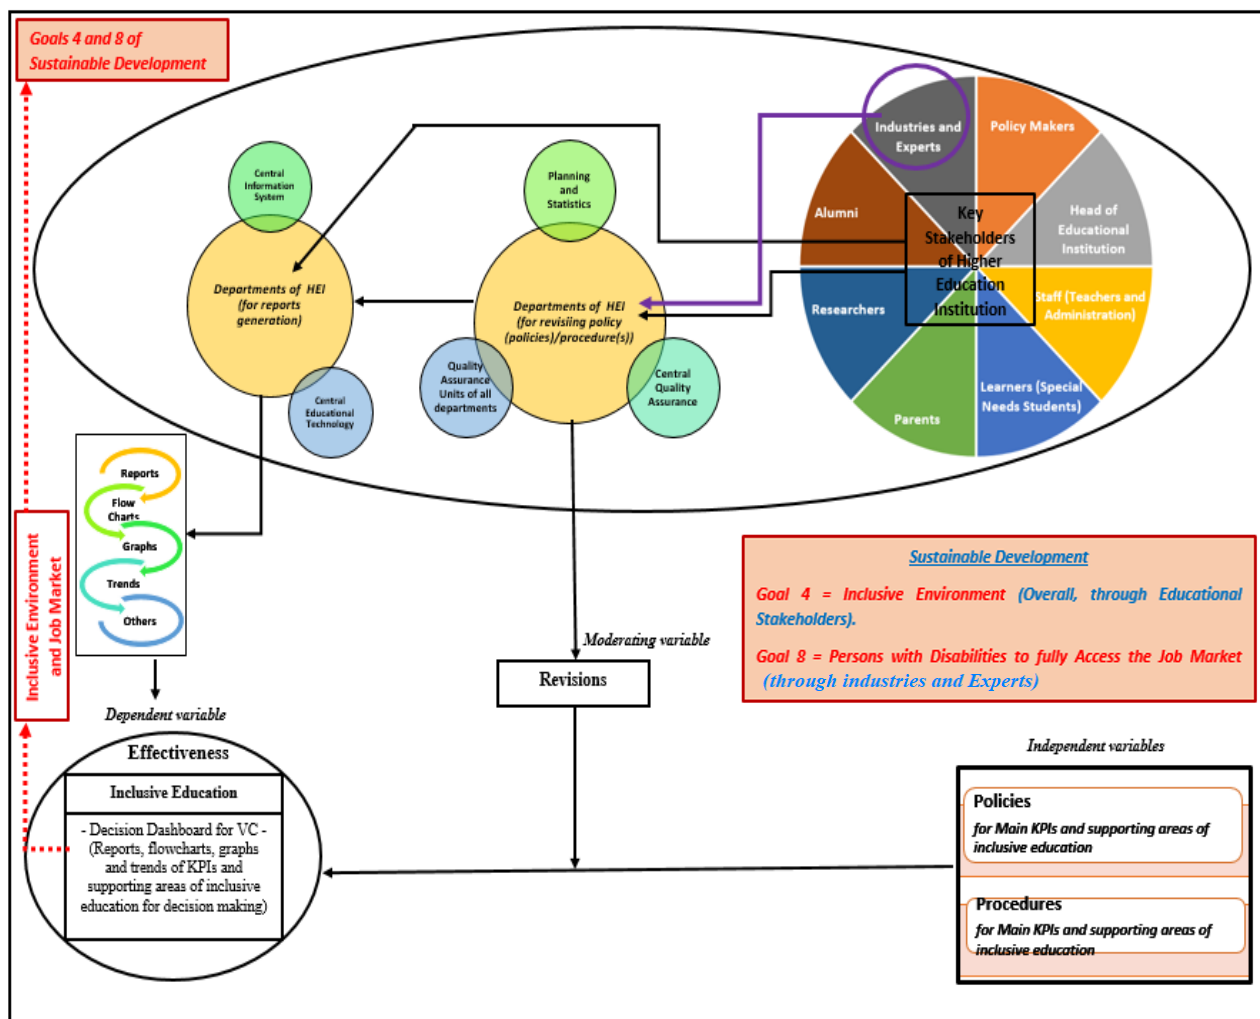 Goals 4 and 8 of
Sustainable Development
Central
Information
System
Planning
and
Statistics
Industries and
Experts
Policy Makers
Alumni
Key
Stakeholders
of Higher
Education
Institution
Head of
Educational
Institution
Departments of HEI
(for reports
generation)
Departments of HEI
(for revisiing policy
(policies)/procedure(s))
Researchers
Staff (Teachers and
Administration)
Quality
Assurance
Units of all
departments
Central
Quality
Assurance
Central
Educational
Technology
Parents
Learners (Special
Needs Students)
Reports
Flow
Charts
Graphs
Trends
Others
Inclusive Environment
and Job Market
Sustainable Development
Goal 4 = Inclusive Environment (Overall, through Educational
Stakeholders).
Goal 8 = Persons with Disabilities to fully Access the Job Market
(through industries and Experts)
Moderating variable
Revisions
Dependent variable
Effectiveness
Inclusive Education
- Decision Dashboard for VC -
(Reports, flowcharts, graphs
and trends of KPIs and
supporting areas of inclusive
education for decision making)
Independent variables
Policies
for Main KPIs and supporting areas of
inclusive education
Procedures
for Main KPIs and supporting areas of
inclusive education